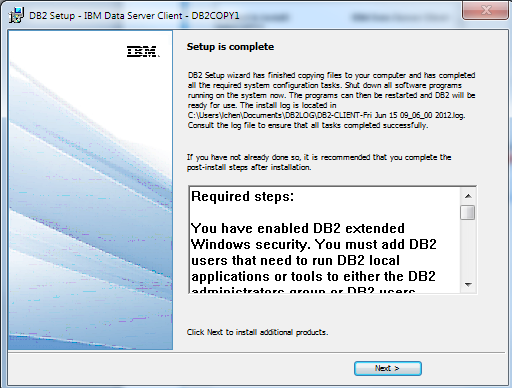 DB2 Setup - IBM Data Server Client - DB2COPY1
IBM
Setup is complete
DB2 Setup wizard has finished copying files to your computer and has completed
all the required system configuration tasks. Shut down all software programs
running on the system now. The programs can then be restarted and DB2 will be
ready for use. The install log is located in
C:\Users\lchen\Documents\DB2LOG\DB2-CLIENT-Fri Jun 15 09_06_00 2012.log.
Consult the log file to ensure that all tasks completed successfully.
If you have not already done so, it is recommended that you complete the
post-install steps after installation.
Required steps:
You have enabled DB2 extended
Windows security. You must add DB2
users that need to run DB2 local
applications or tools to either the DB2
administrators group or DB2 users
Click Next to install additional products.
Next >